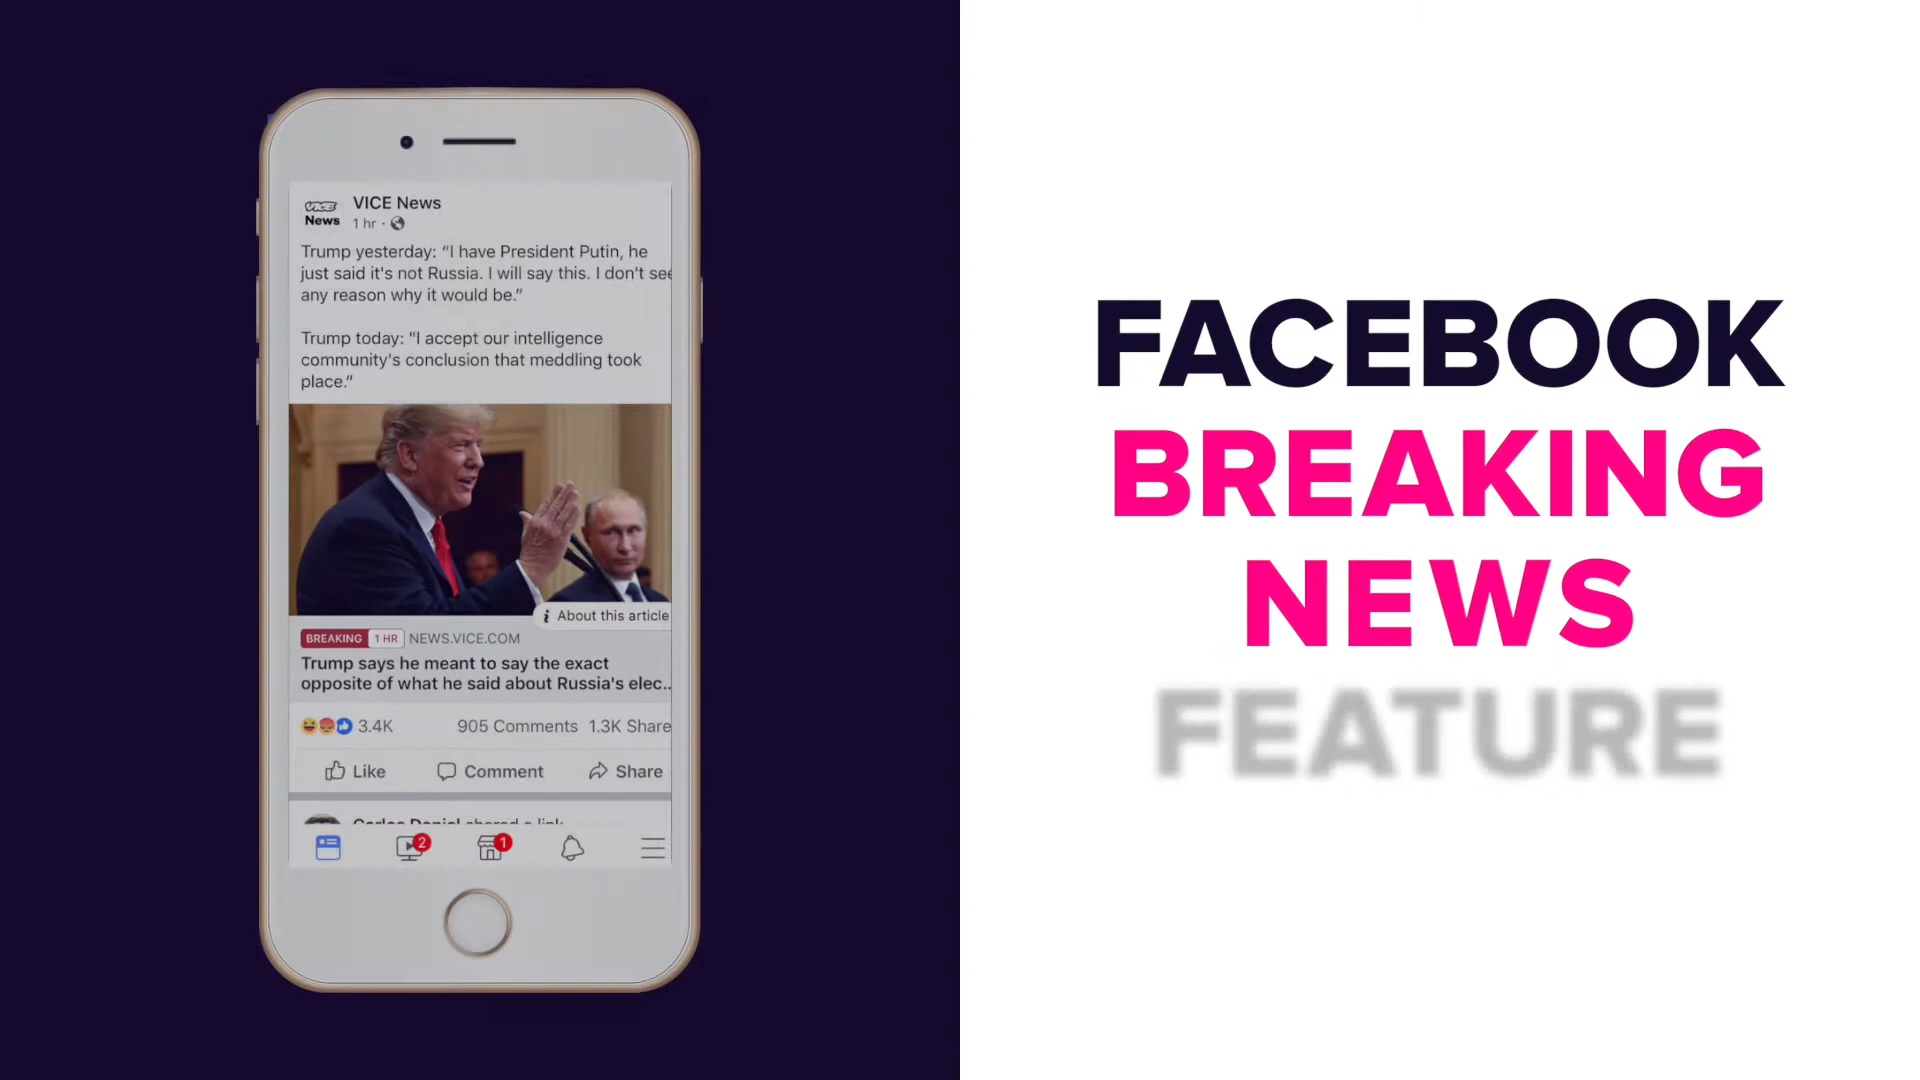 VICE
News
VICE News
1 hr ·
Trump yesterday: “I have President Putin, he
just said it's not Russia. I will say this. I don't see
any reason why it would be.”
Trump today: "I accept our intelligence
community's conclusion that meddling took
place.”
i About this article
BREAKING 1 HR NEWS.VICE.COM
Trump says he meant to say the exact
opposite of what he said about Russia's elec..
3.4K 905 Comments 1.3K Share
Like Comment Share
Carlos Daniel shared a link
2 1
FACEBOOK
BREAKING
NEWS
FEATURE